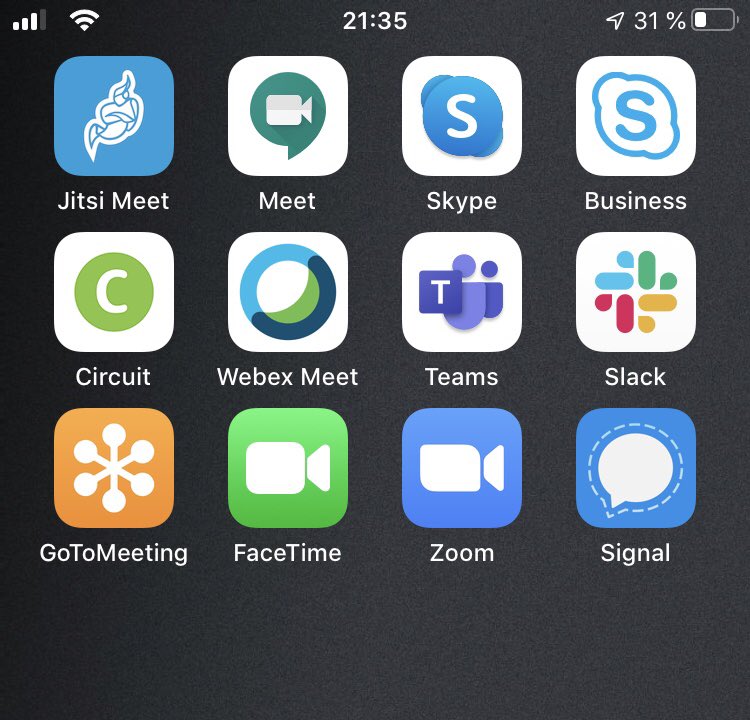 21:35 31 %
Jitsi Meet Meet Skype Business
Circuit Webex Meet Teams Slack
GoToMeeting FaceTime Zoom Signal
S S
C T